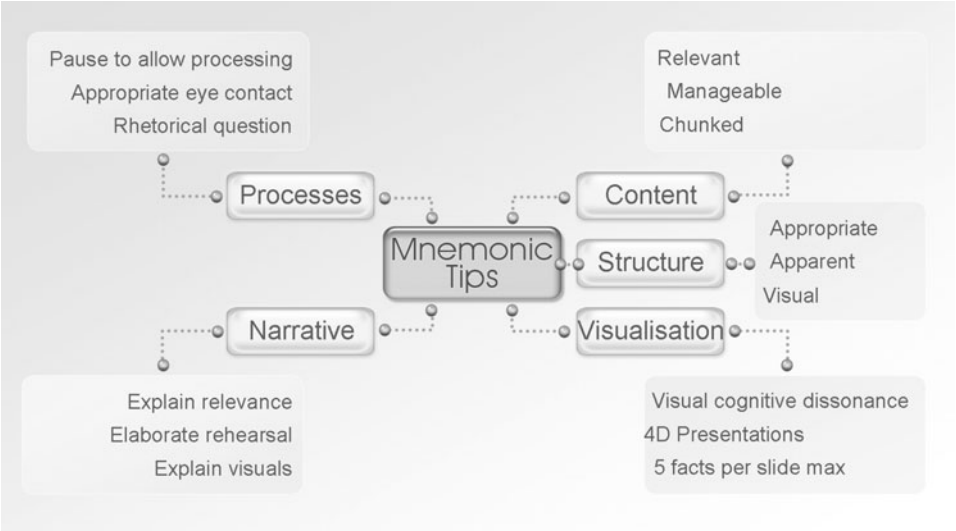 Pause to allow processing
Appropriate eye contact
Rhetorical question
Processes
Relevant
Manageable
Chunked
Content
Mnemonic
Tips
Structure
Appropriate
Apparent
Visual
Narrative
Explain relevance
Elaborate rehearsal
Explain visuals
Visualisation
Visual cognitive dissonance
4D Presentations
5 facts per slide max